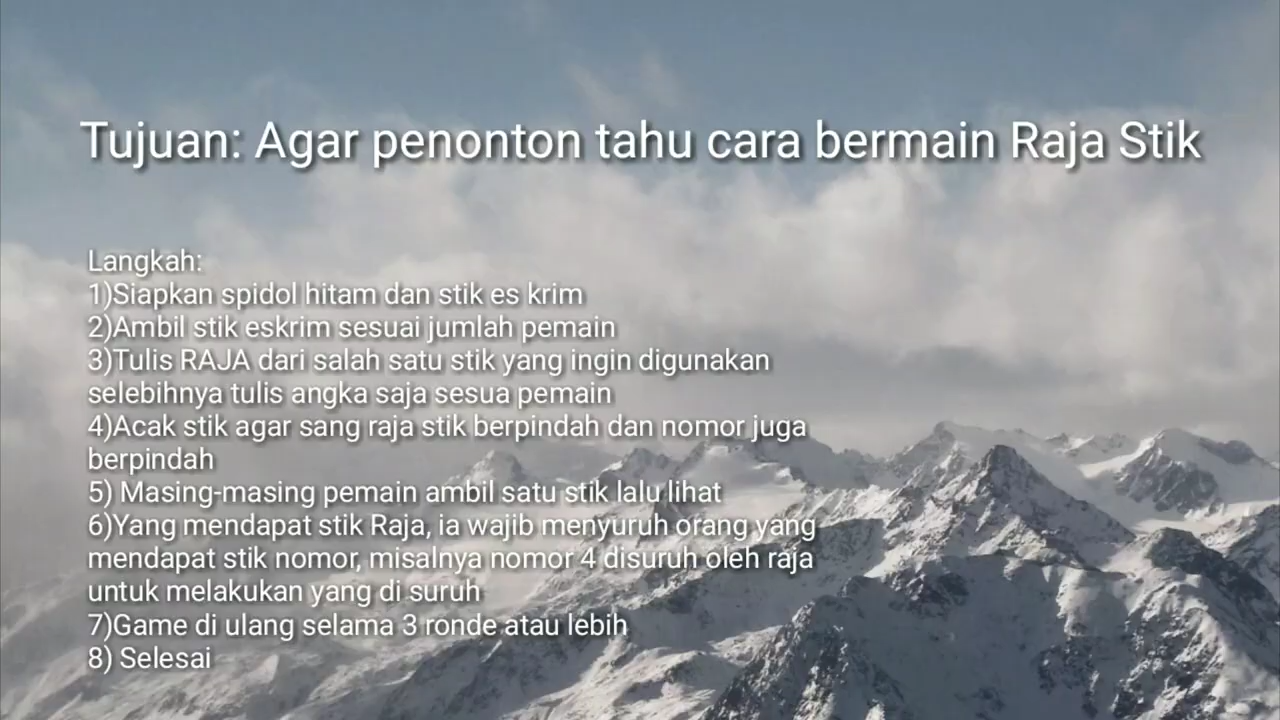 Tujuan: Agar penonton tahu cara bermain Raja Stik
Langkah:
1)Siapkan spidol hitam dan stik es krim
2)Ambil stik eskrim sesuai jumlah pemain
3)Tulis RAJA dari salah satu stik yang ingin digunakan
selebihnya tulis angka saja sesua pemain
4)Acak stik agar sang raja stik berpindah dan nomor juga
berpindah
5) Masing-masing pemain ambil satu stik lalu lihat
6)Yang mendapat stik Raja, ia wajib menyuruh orang yang
mendapat stik nomor, misalnya nomor 4 disuruh oleh raja
untuk melakukan yang di suruh
7)Game di ulang selama 3 ronde atau lebih
8) Selesai